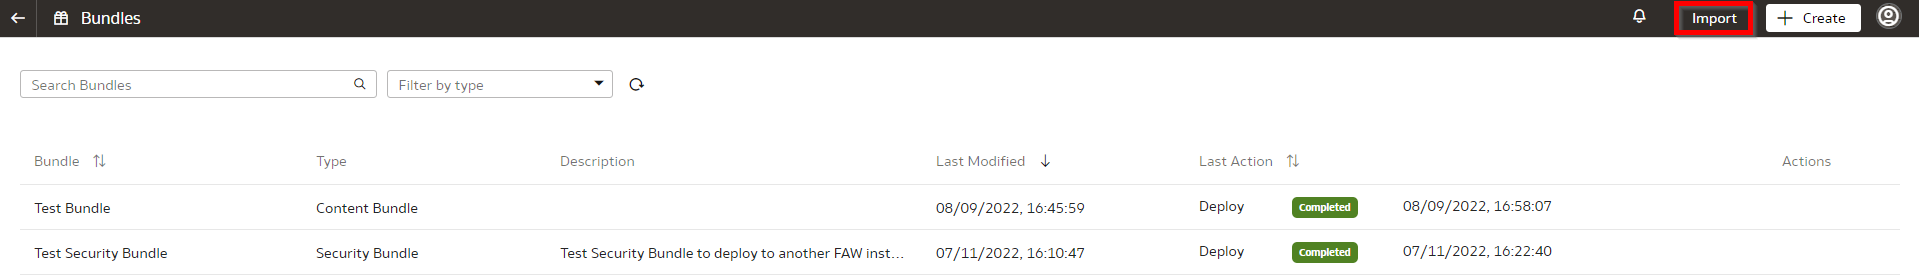 Bundles Import Create
Search Bundles Filter by type
Bundle Type Description Last Modified Last Action Actions
Test Bundle Content Bundle 08/09/2022, 16:45:59 Deploy Completed 08/09/2022, 16:58:07
Test Security Bundle Security Bundle Test Security Bundle to deploy to another FAW inst... 07/11/2022, 16:10:47 Deploy Completed 07/11/2022, 16:22:40